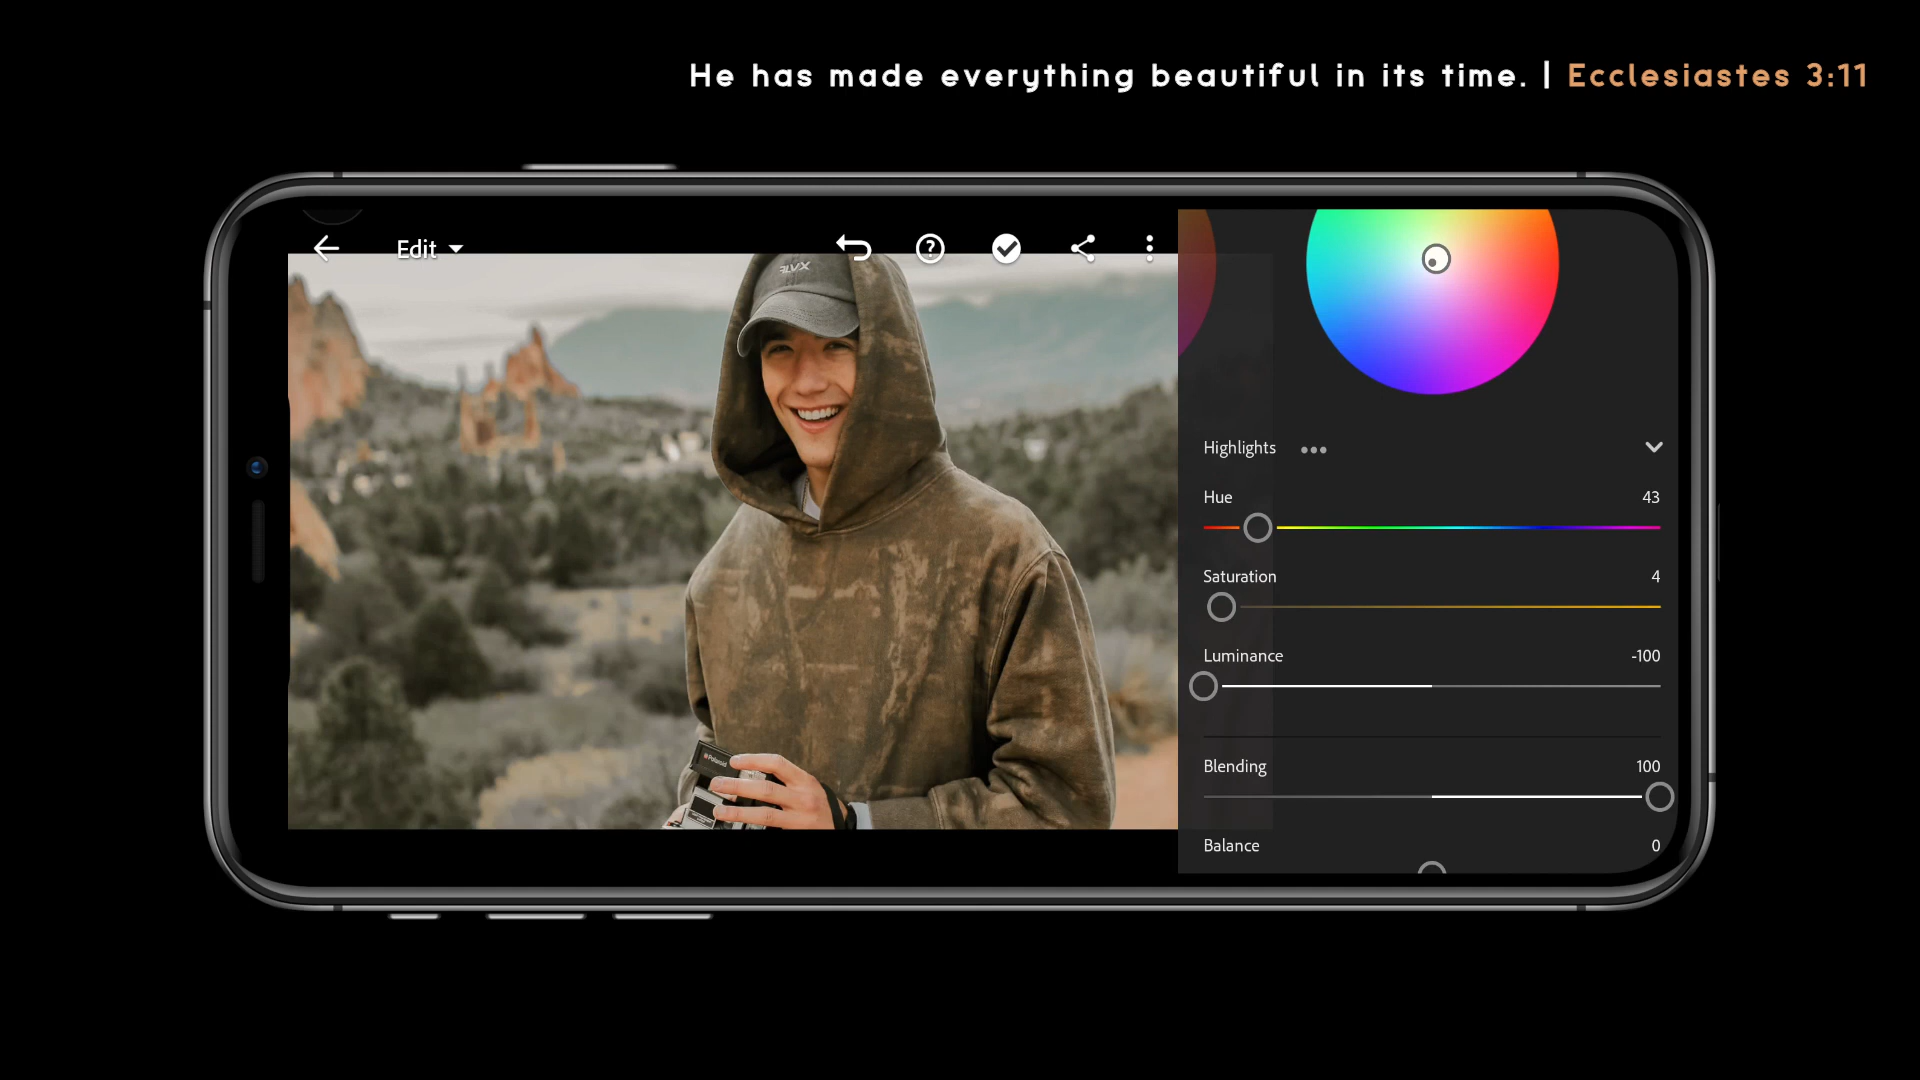 He has made everything beautiful in its time. | Ecclesiastes 3:11
Edit
Highlights
Hue 43
Saturation 4
Luminance -100
Blending 100
Balance 0
Polaroid